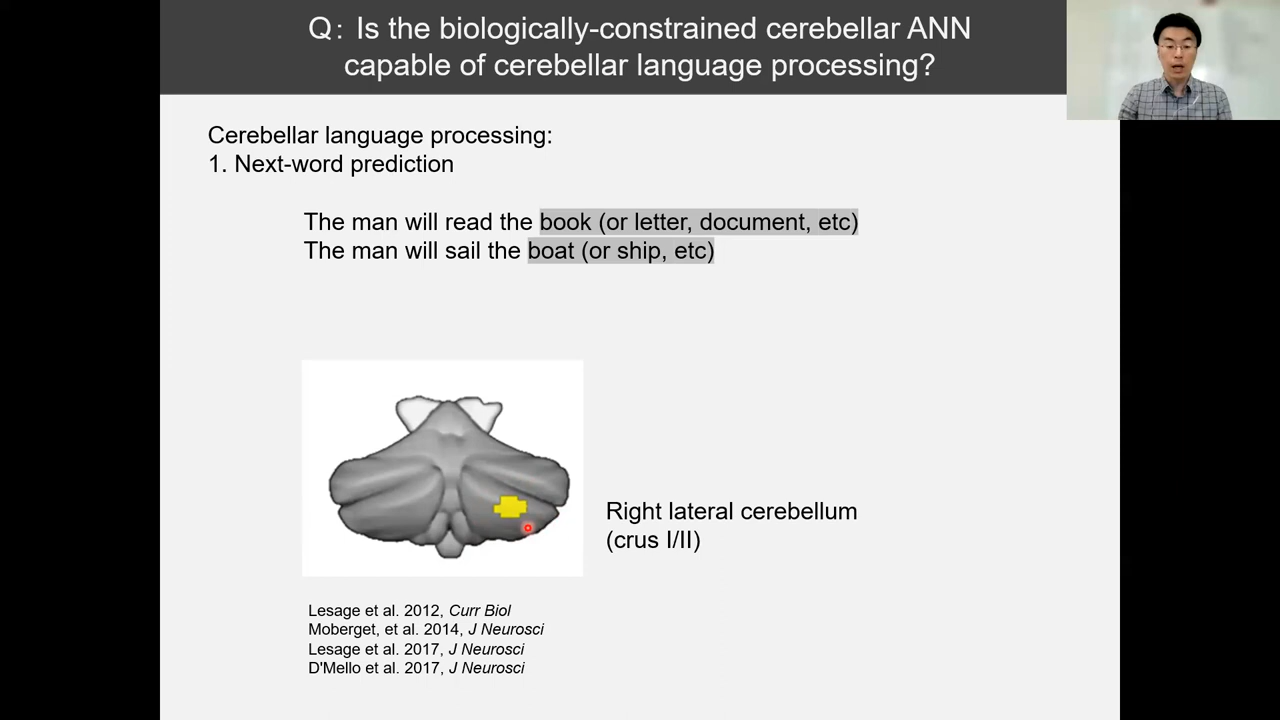 Q: Is the biologically-constrained cerebellar ANN
capable of cerebellar language processing?
Cerebellar language processing:
1. Next-word prediction
The man will read the book (or letter, document, etc)
The man will sail the boat (or ship, etc)
Right lateral cerebellum
(crus I/II)
Lesage et al. 2012, Curr Biol
Moberget, et al. 2014, J Neurosci
Lesage et al. 2017, J Neurosci
D'Mello et al. 2017, J Neurosci